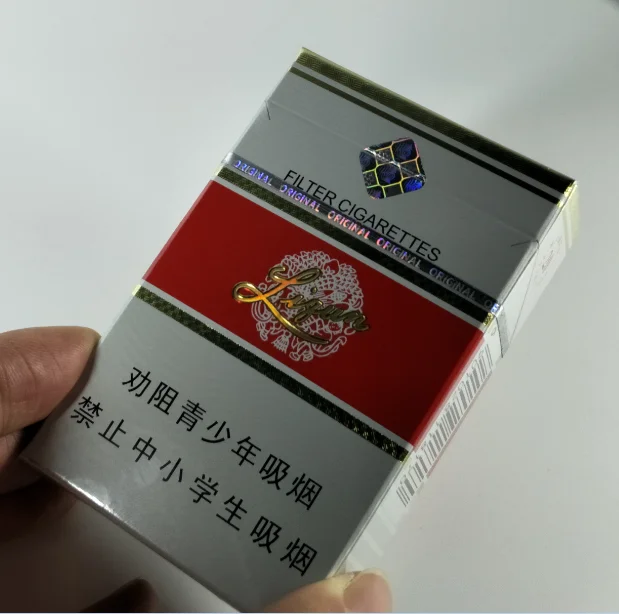 FILTER CIGARETTES
ORIGINAL ORIGINAL ORIGINAL ORIGINAL ORIGINAL
Liqun
劝阻青少年吸烟
禁止中小学生吸烟